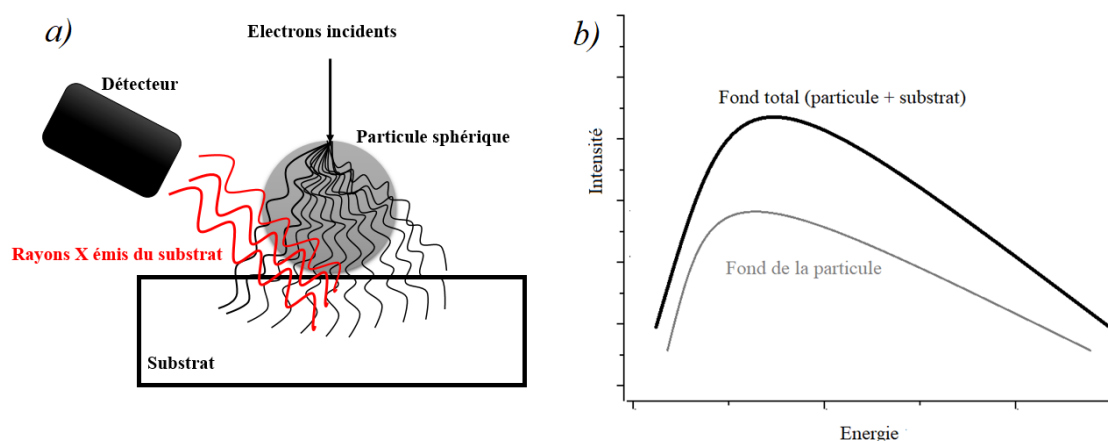 a)
Electrons incidents
Détecteur
Particule sphérique
Rayons X émis du substrat
Substrat
b)
Fond total (particule + substrat)
Fond de la particule
Intensité
Energie